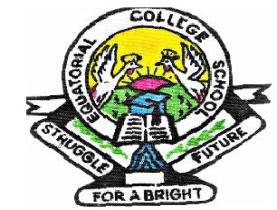 EQUATORIAL COLLEGE SCHOOL
STRUGGLE
FOR A BRIGHT
FUTURE